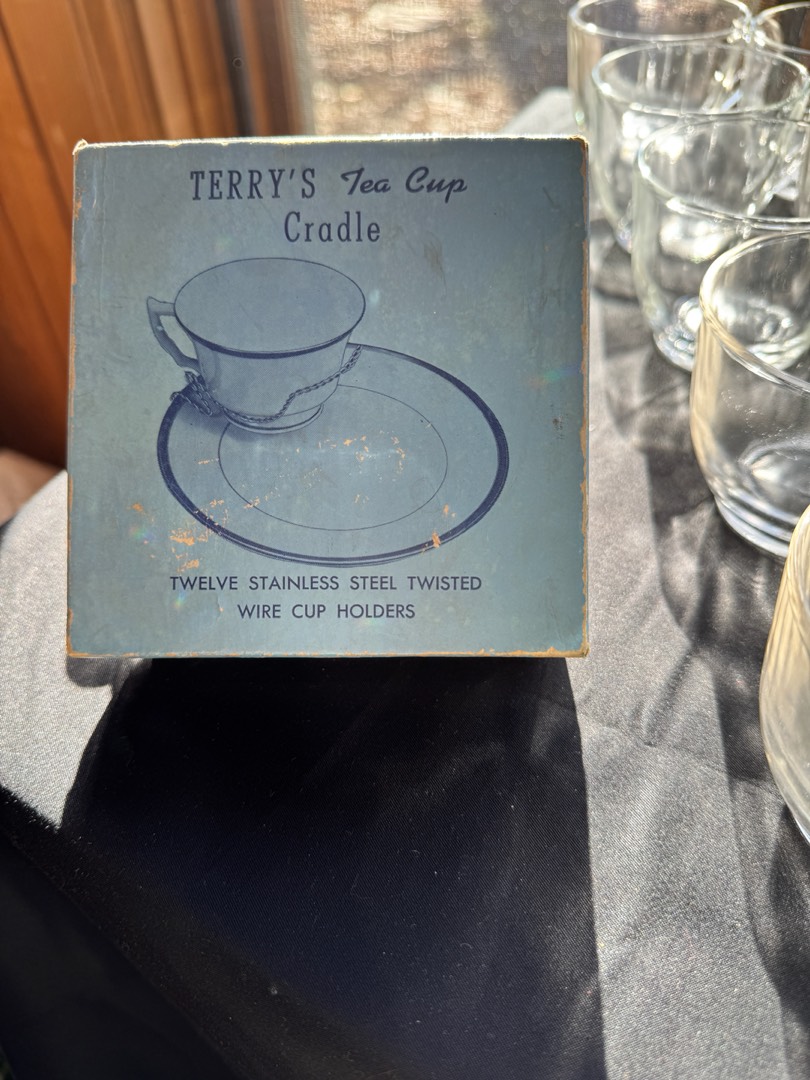 TERRY'S Tea Cup
Cradle
TWELVE STAINLESS STEEL TWISTED
WIRE CUP HOLDERS